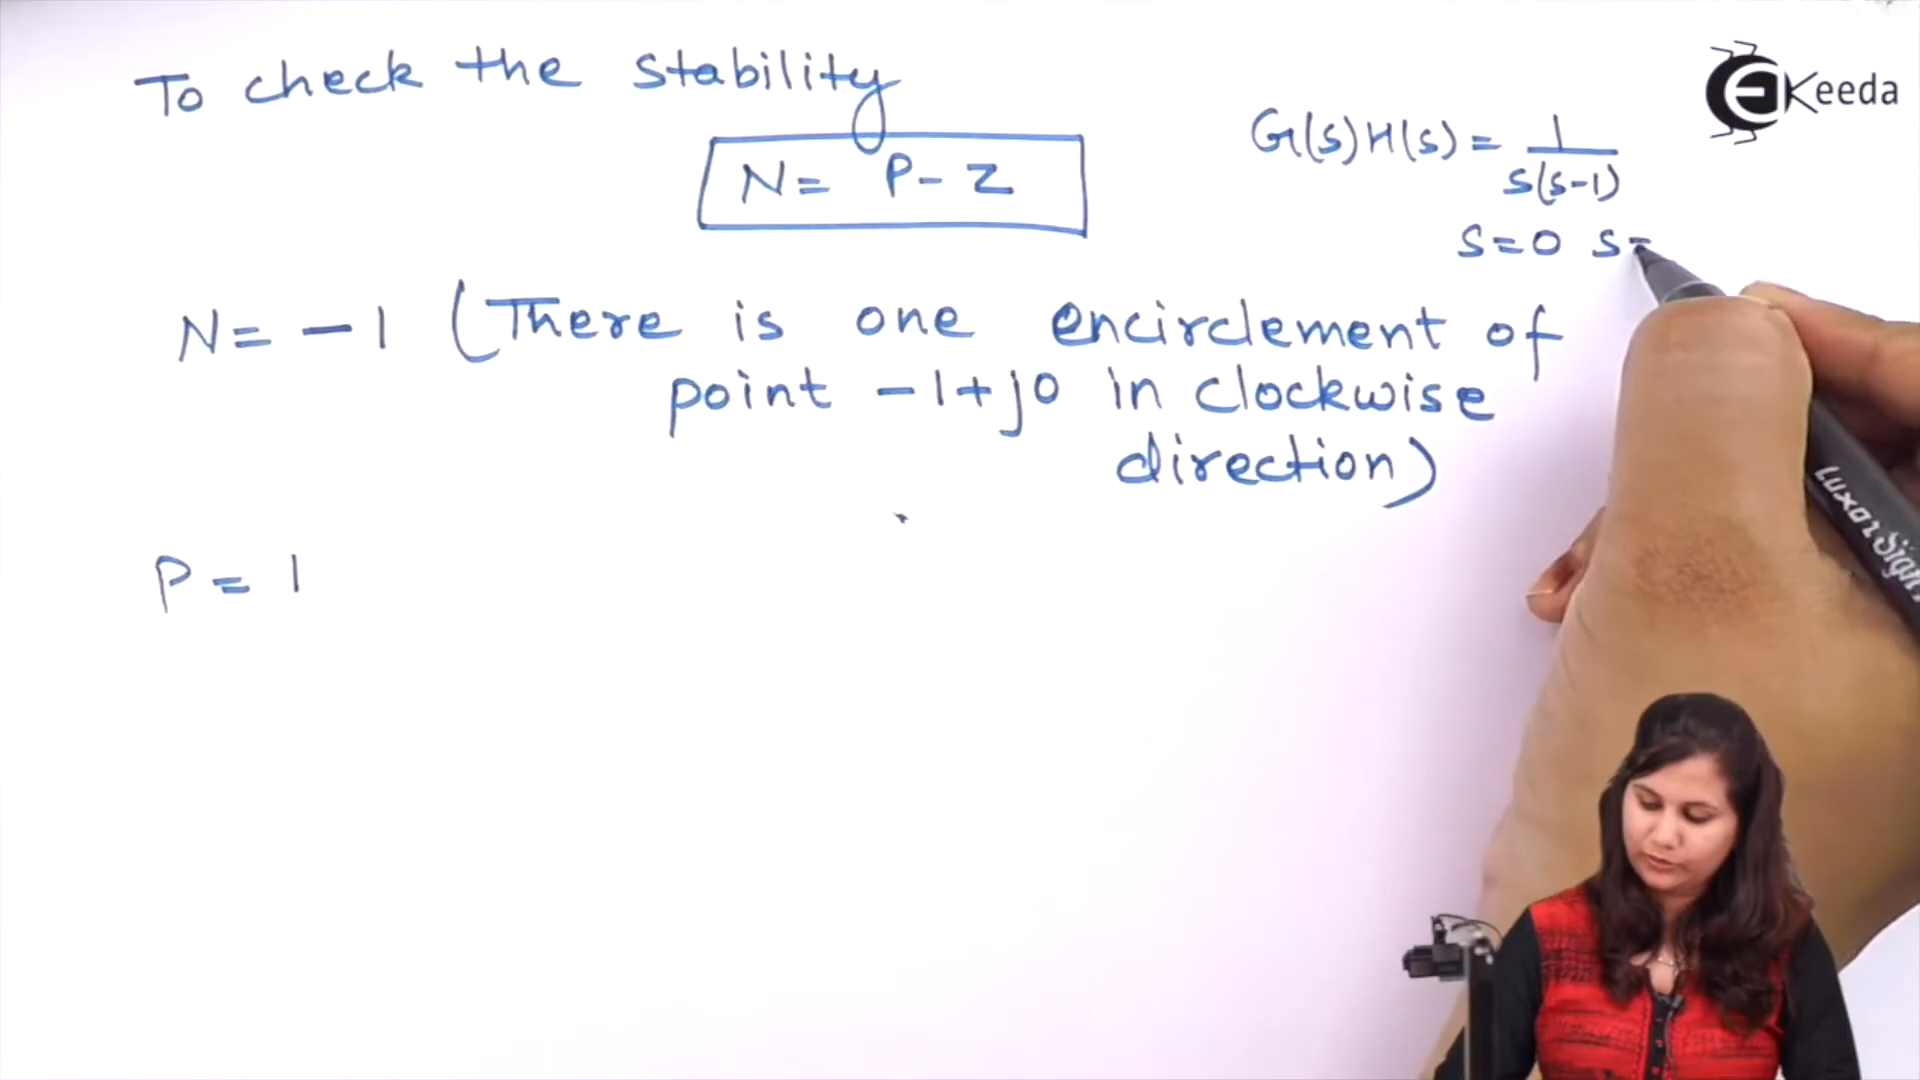 To check the stability
N = P - Z
G(s)H(s) = 1 / s(s-1)
s=0 s=
N = -1 (There is one encirclement of
point -1+j0 in clockwise
direction)
P = 1
Keeda
Luxor Sign